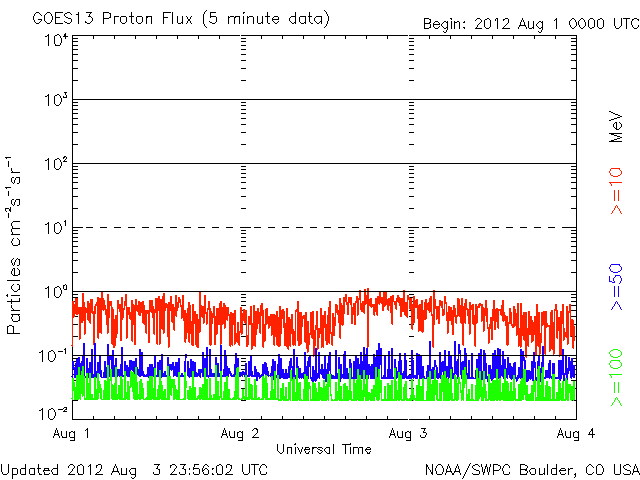 GOES13 Proton Flux (5 minute data)
Begin: 2012 Aug 1 0000 UTC
10⁴
10³
10²
10¹
10⁰
10⁻¹
10⁻²
Particles cm⁻²s⁻¹sr⁻¹
MeV
>=10
>=50
>=100
Aug 1
Aug 2
Aug 3
Aug 4
Universal Time
Updated 2012 Aug 3 23:56:02 UTC
NOAA/SWPC Boulder, CO USA